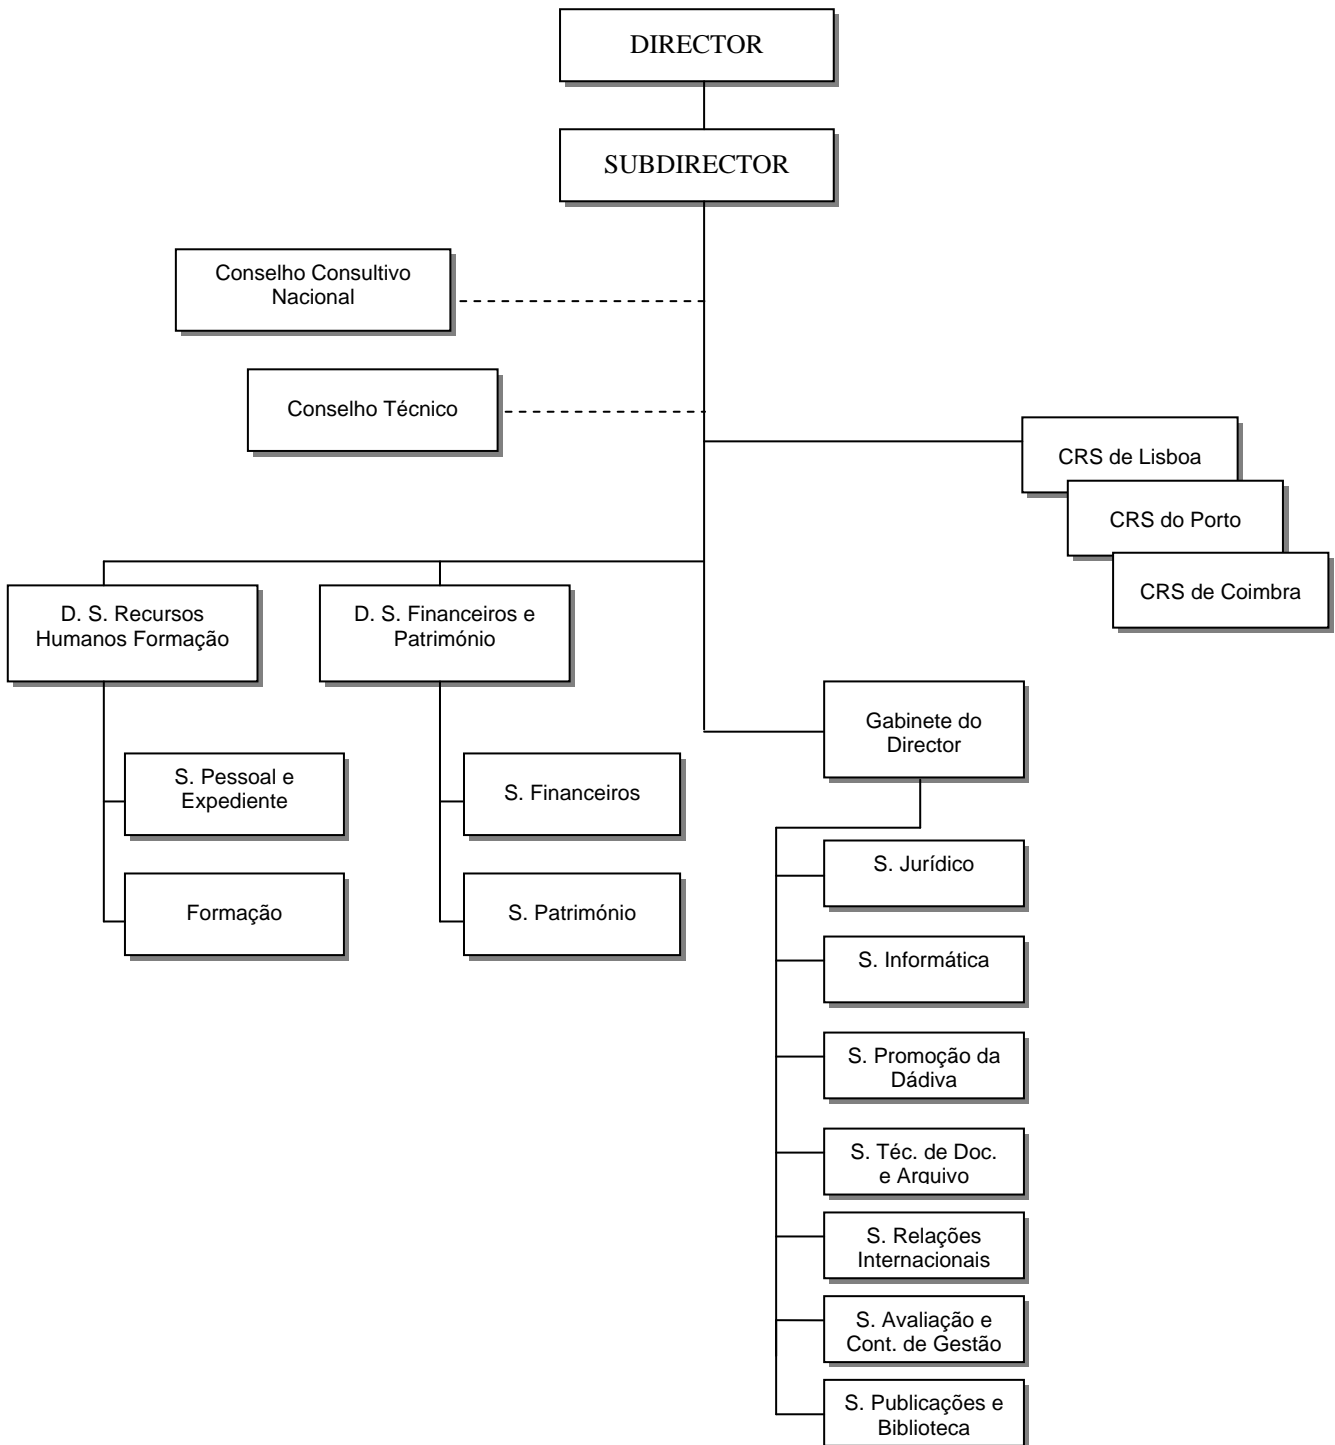 DIRECTOR
SUBDIRECTOR
Conselho Consultivo
Nacional
Conselho Técnico
CRS de Lisboa
CRS do Porto
CRS de Coimbra
D. S. Recursos
Humanos Formação
D. S. Financeiros e
Património
Gabinete do
Director
S. Pessoal e
Expediente
S. Financeiros
Formação
S. Património
S. Jurídico
S. Informática
S. Promoção da
Dádiva
S. Téc. de Doc.
e Arquivo
S. Relações
Internacionais
S. Avaliação e
Cont. de Gestão
S. Publicações e
Biblioteca